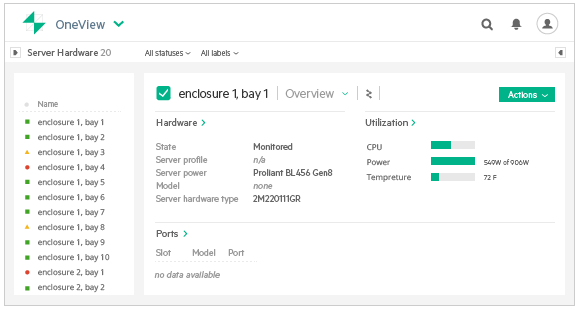 OneView
Server Hardware 20 All statuses All labels
Name
enclosure 1, bay 1
enclosure 1, bay 2
enclosure 1, bay 3
enclosure 1, bay 4
enclosure 1, bay 5
enclosure 1, bay 6
enclosure 1, bay 7
enclosure 1, bay 8
enclosure 1, bay 9
enclosure 1, bay 10
enclosure 2, bay 1
enclosure 2, bay 2
enclosure 1, bay 1 Overview Actions
Hardware
State Monitored
Server profile n/a
Server power Proliant BL456 Gen8
Model none
Server hardware type 2M220111GR
Utilization
CPU
Power 549W of 906W
Tempreture 72 F
Ports
Slot Model Port
no data available